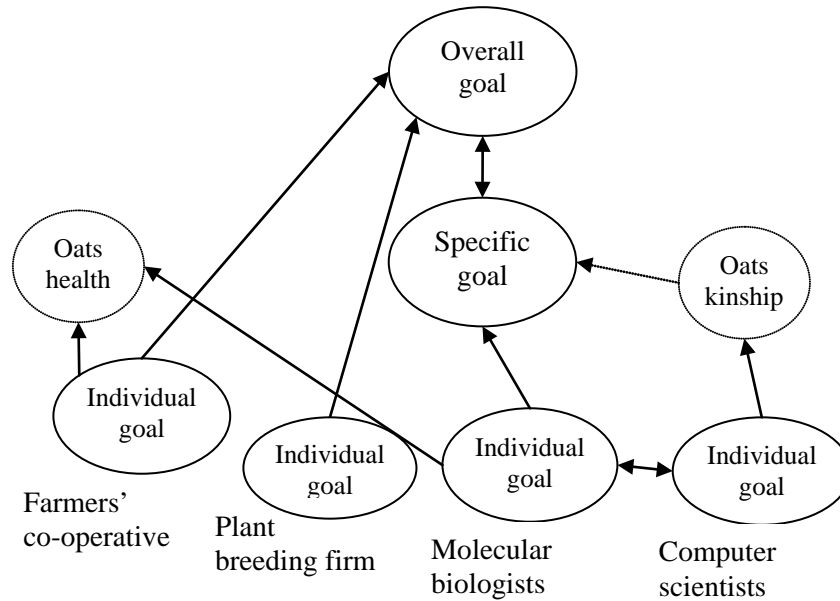 Overall
goal
Specific
goal
Oats
health
Oats
kinship
Individual
goal
Individual
goal
Individual
goal
Individual
goal
Farmers’
co-operative
Plant
breeding firm
Molecular
biologists
Computer
scientists